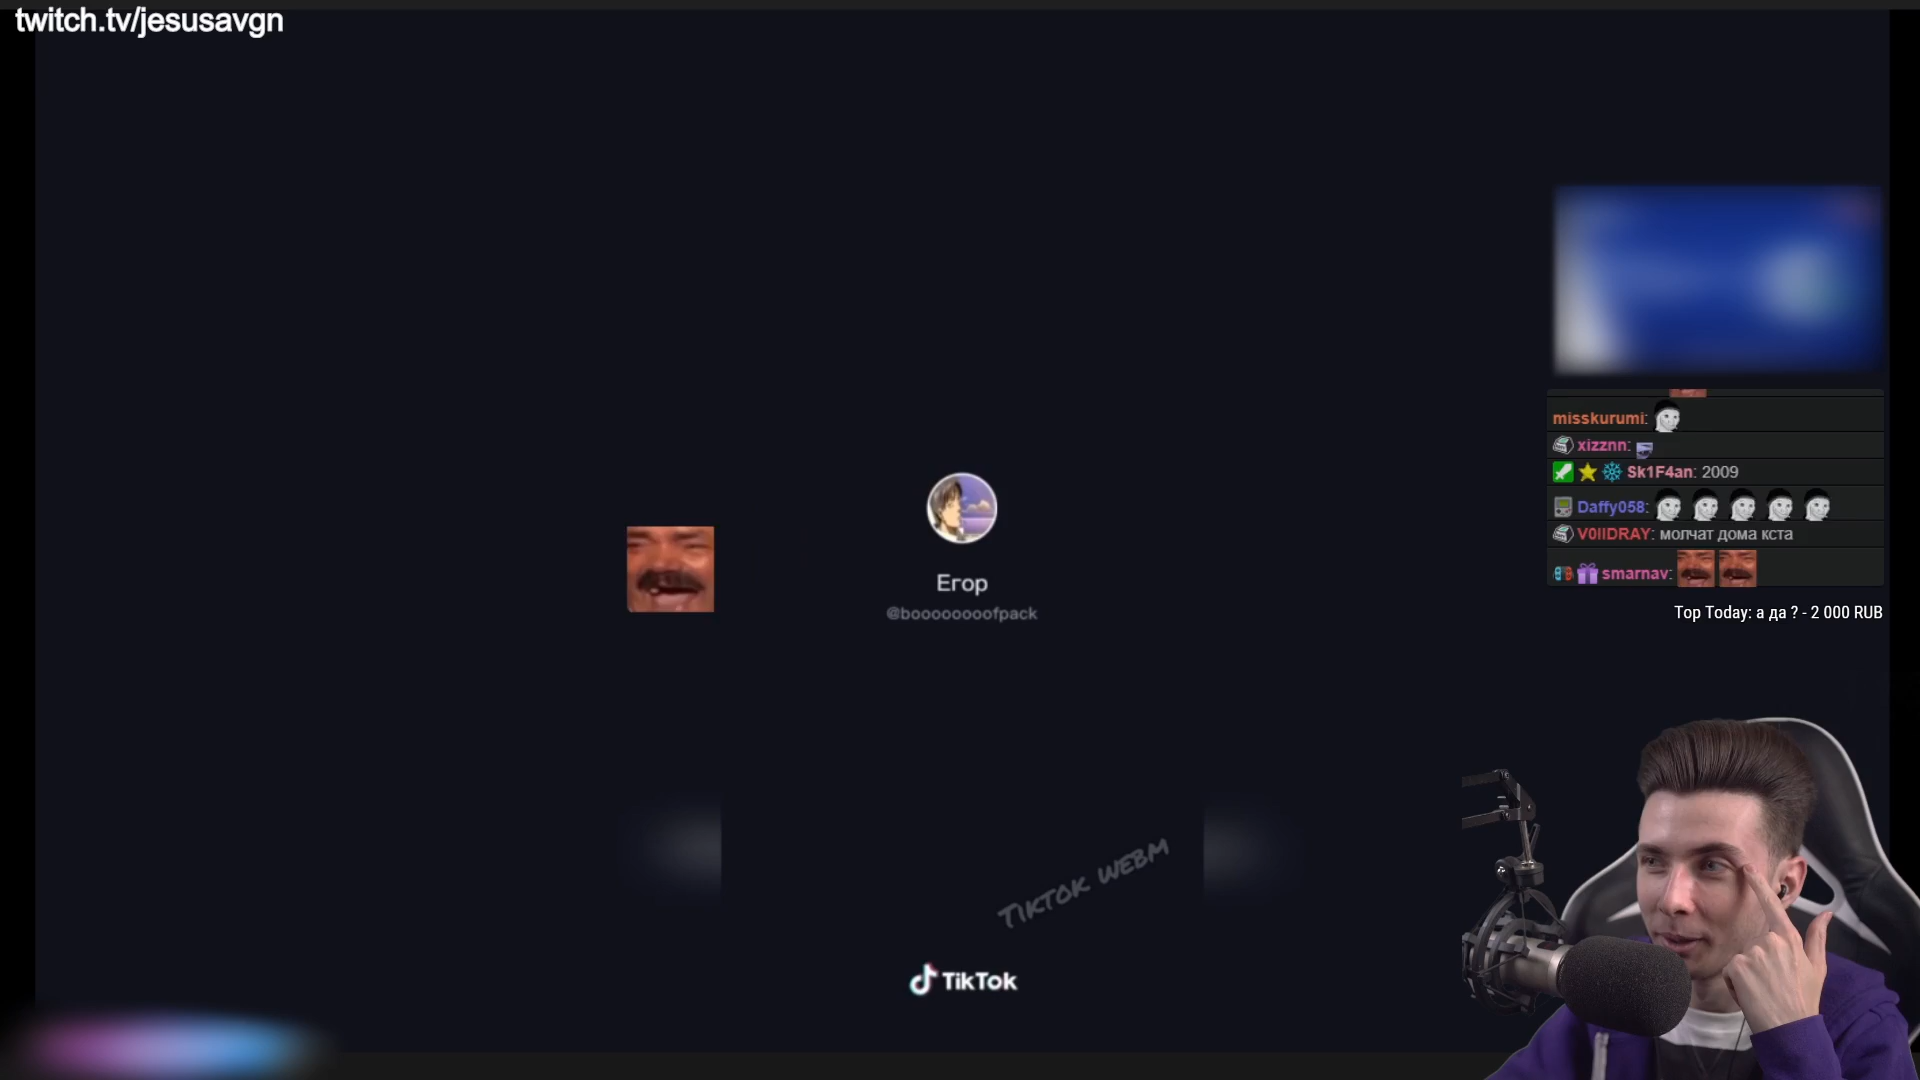 twitch.tv/jesusavgn
misskurumi:
xizznn:
Sk1F4an: 2009
Daffy058:
V0IIDRAY: молчат дома кста
smarnav:
Top Today: а да ? - 2 000 RUB
Егор
@boooooooofpack
TIKTOK WEBM
TikTok